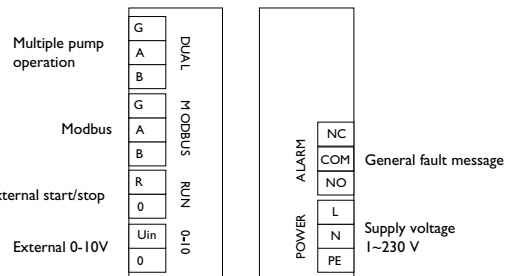 Multiple pump
operation
G
A
B
DUAL
Modbus
G
A
B
MODBUS
xternal start/stop
R
0
RUN
External 0-10V
Uin
0
0-10
ALARM
NC
COM
NO
General fault message
POWER
L
N
PE
Supply voltage
1~230 V